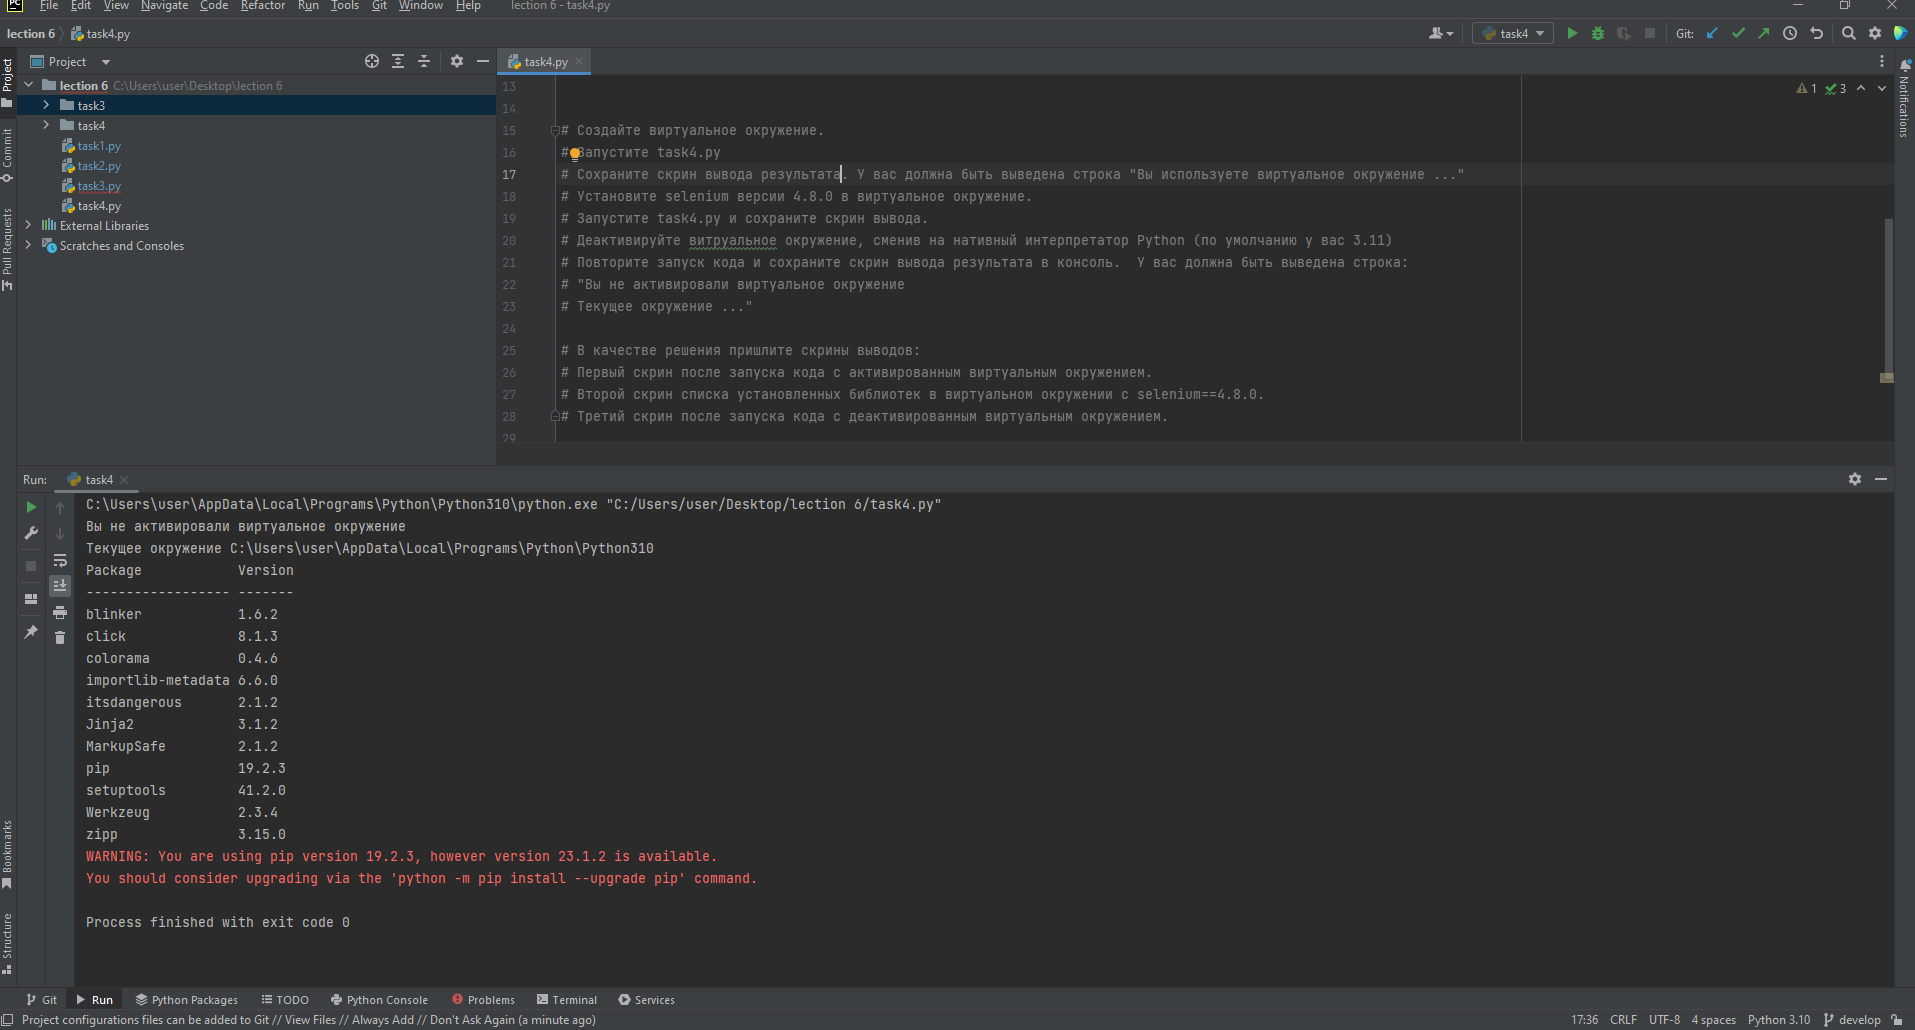 PC File Edit View Navigate Code Refactor Run Tools Git Window Help lection 6 - task4.py
lection 6 task4.py task4 Git:
Project task4.py
lection 6 C:\Users\user\Desktop\lection 6
task3
task4
task1.py
task2.py
task3.py
task4.py
External Libraries
Scratches and Consoles
Project
Commit
Pull Requests
Bookmarks
Structure
Notifications
1 3
13
14
15 # Создайте виртуальное окружение.
16 # Запустите task4.py
17 # Сохраните скрин вывода результата. У вас должна быть выведена строка "Вы используете виртуальное окружение ..."
18 # Установите selenium версии 4.8.0 в виртуальное окружение.
19 # Запустите task4.py и сохраните скрин вывода.
20 # Деактивируйте витруальное окружение, сменив на нативный интерпретатор Python (по умолчанию у вас 3.11)
21 # Повторите запуск кода и сохраните скрин вывода результата в консоль.  У вас должна быть выведена строка:
22 # "Вы не активировали виртуальное окружение
23 # Текущее окружение ..."
24
25 # В качестве решения пришлите скрины выводов:
26 # Первый скрин после запуска кода с активированным виртуальным окружением.
27 # Второй скрин списка установленных библиотек в виртуальном окружении с selenium==4.8.0.
28 # Третий скрин после запуска кода с деактивированным виртуальным окружением.
29
Run: task4
C:\Users\user\AppData\Local\Programs\Python\Python310\python.exe "C:/Users/user/Desktop/lection 6/task4.py"
Вы не активировали виртуальное окружение
Текущее окружение C:\Users\user\AppData\Local\Programs\Python\Python310
Package            Version
------------------ -------
blinker            1.6.2
click              8.1.3
colorama           0.4.6
importlib-metadata 6.6.0
itsdangerous       2.1.2
Jinja2             3.1.2
MarkupSafe         2.1.2
pip                19.2.3
setuptools         41.2.0
Werkzeug           2.3.4
zipp               3.15.0
WARNING: You are using pip version 19.2.3, however version 23.1.2 is available.
You should consider upgrading via the 'python -m pip install --upgrade pip' command.
Process finished with exit code 0
Git Run Python Packages TODO Python Console Problems Terminal Services
Project configurations files can be added to Git // View Files // Always Add // Don't Ask Again (a minute ago) 17:36 CRLF UTF-8 4 spaces Python 3.10 develop